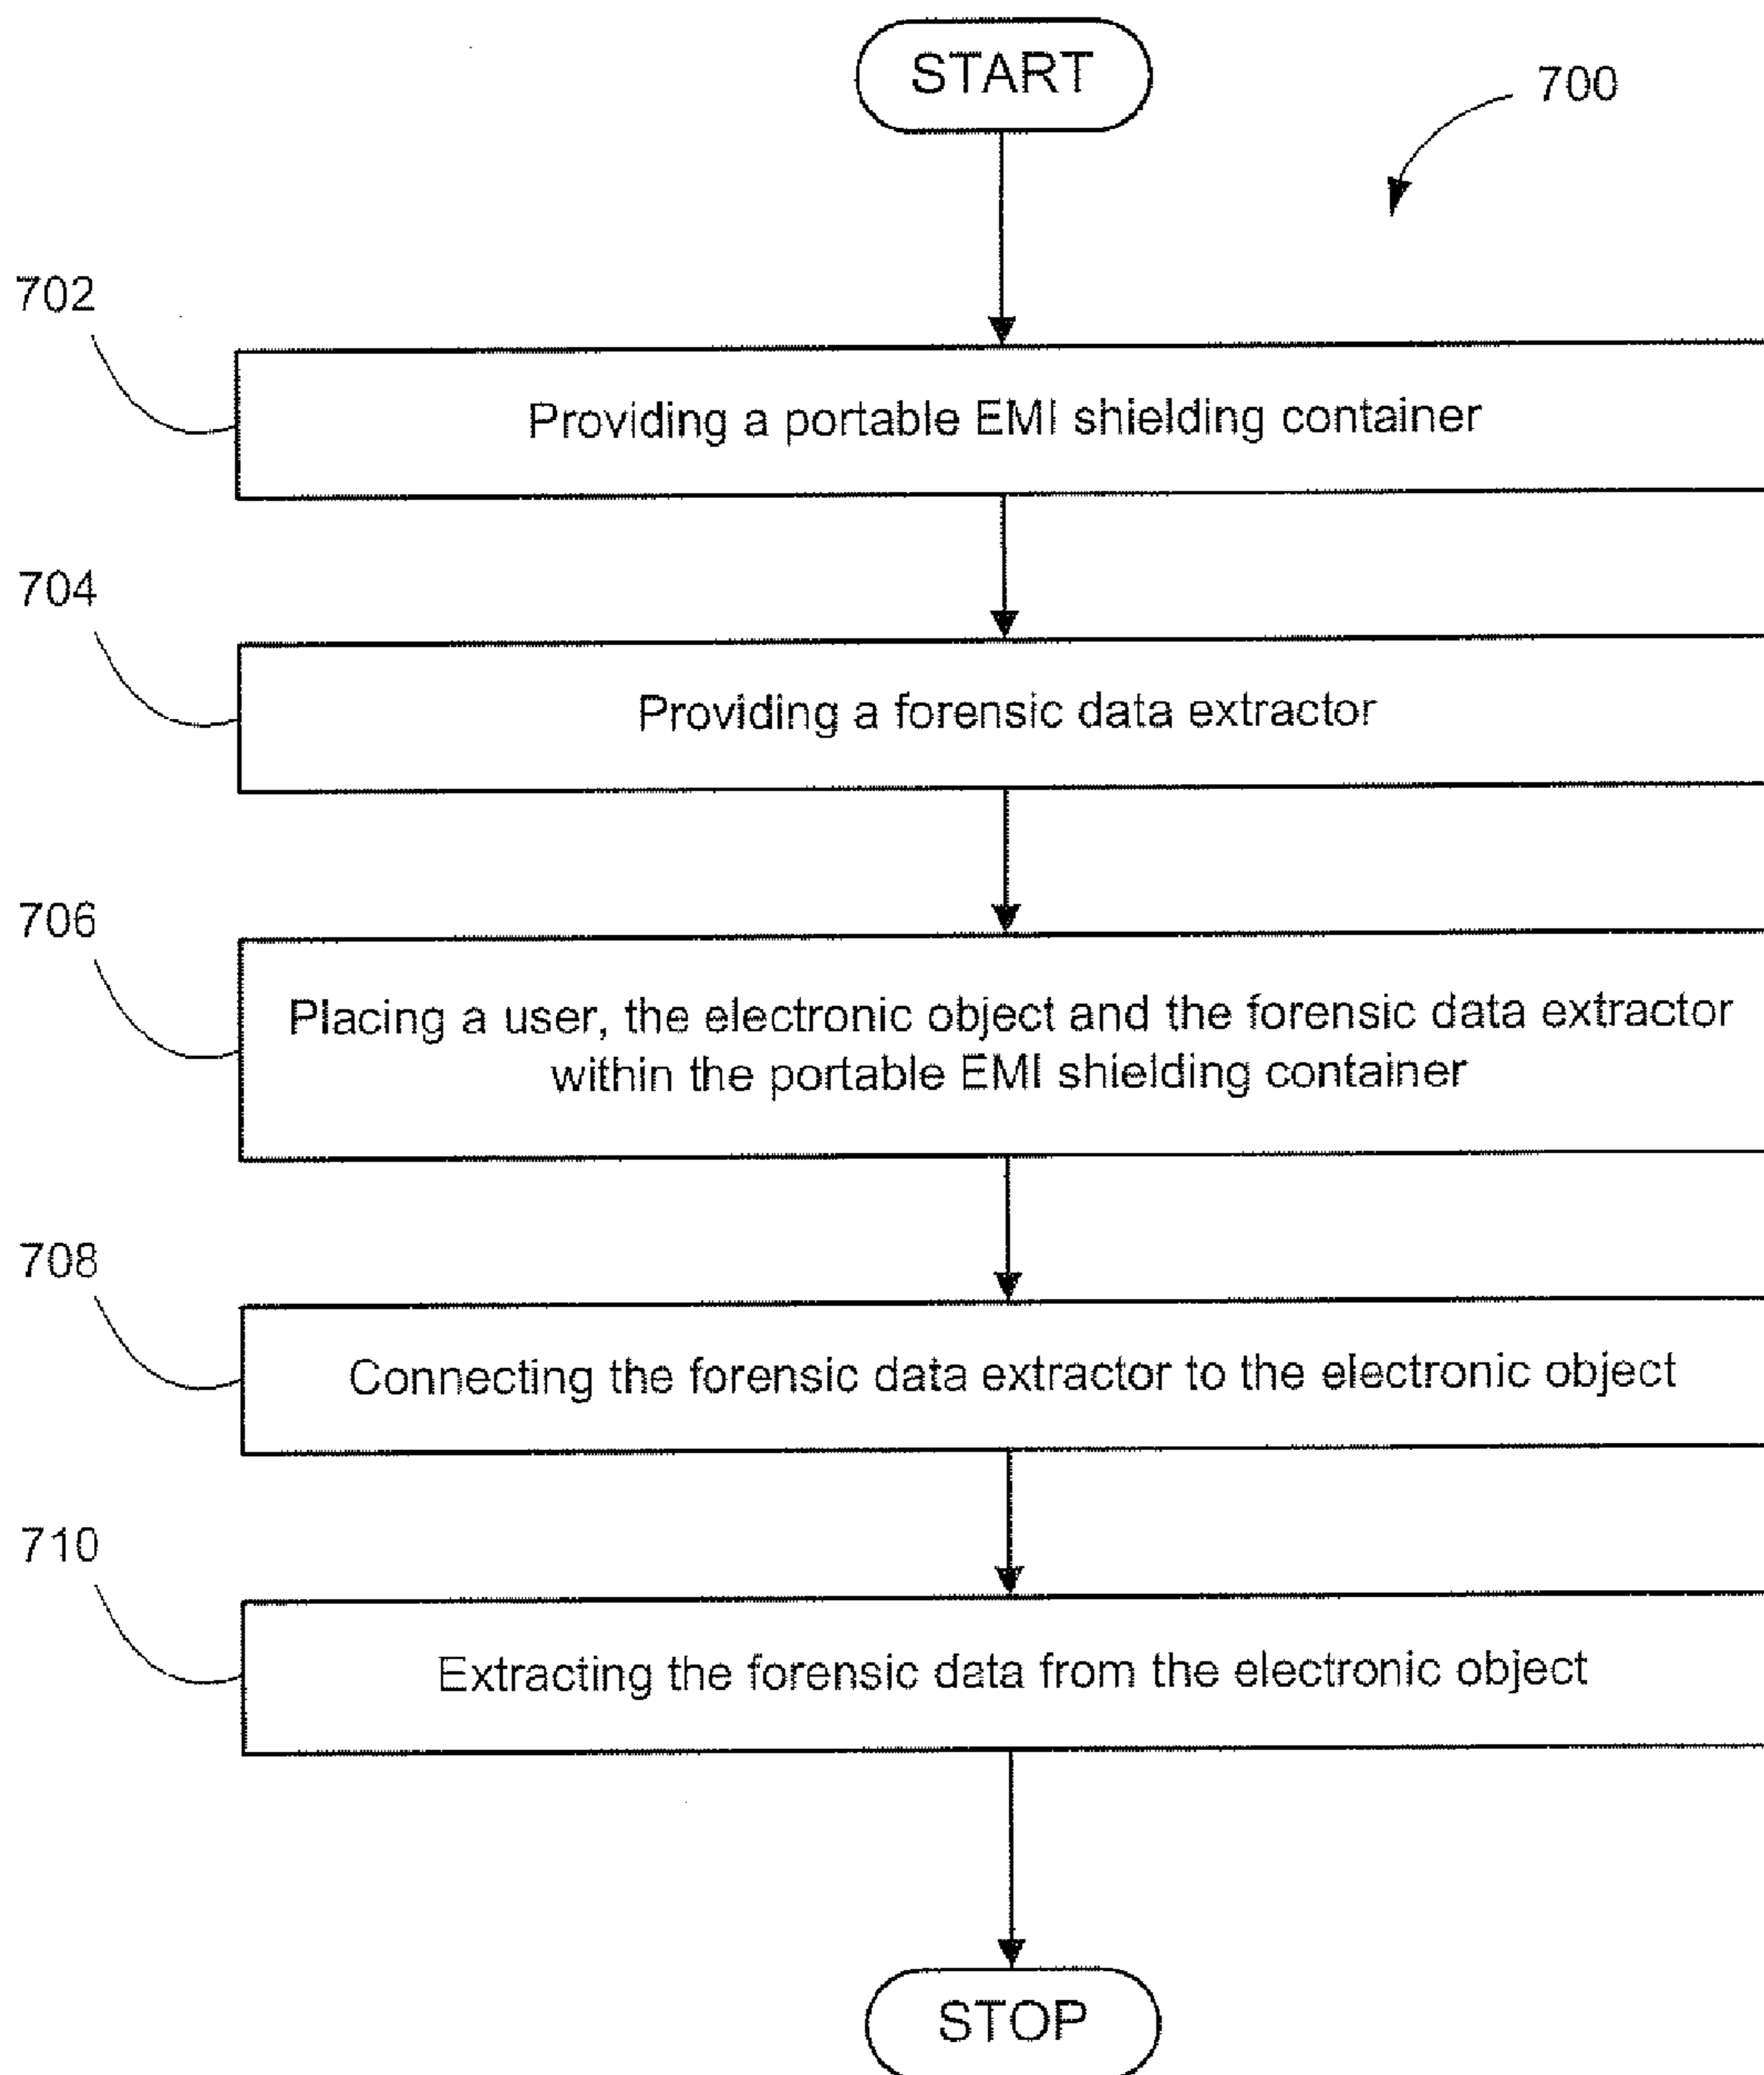 START
700
702
Providing a portable EMI shielding container
704
Providing a forensic data extractor
706
Placing a user, the electronic object and the forensic data extractor
within the portable EMI shielding container
708
Connecting the forensic data extractor to the electronic object
710
Extracting the forensic data from the electronic object
STOP